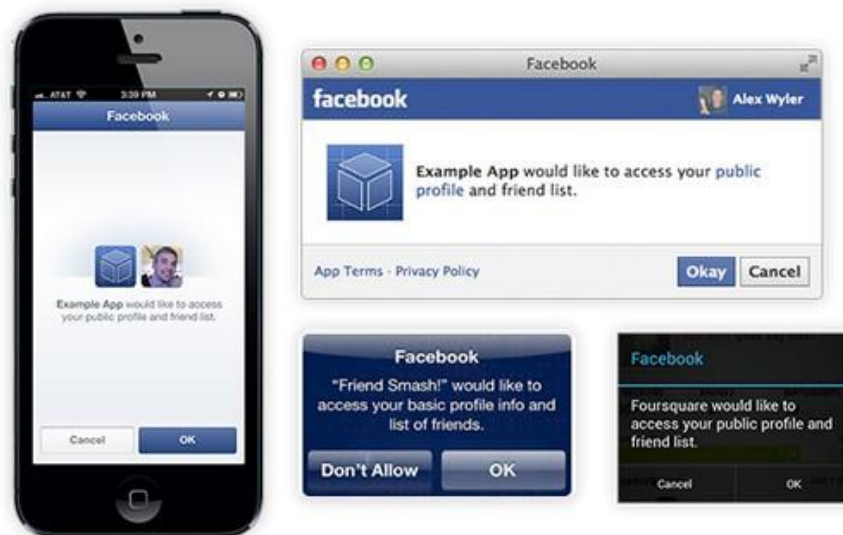 AT&T 3:39 PM
Facebook
Example App would like to access
your public profile and friend list.
Cancel OK
Facebook
facebook Alex Wyler
Example App would like to access your public
profile and friend list.
App Terms · Privacy Policy Okay Cancel
Facebook
"Friend Smash!" would like to
access your basic profile info and
list of friends.
Don't Allow OK
Facebook
Foursquare would like to
access your public profile and
friend list.
Cancel OK